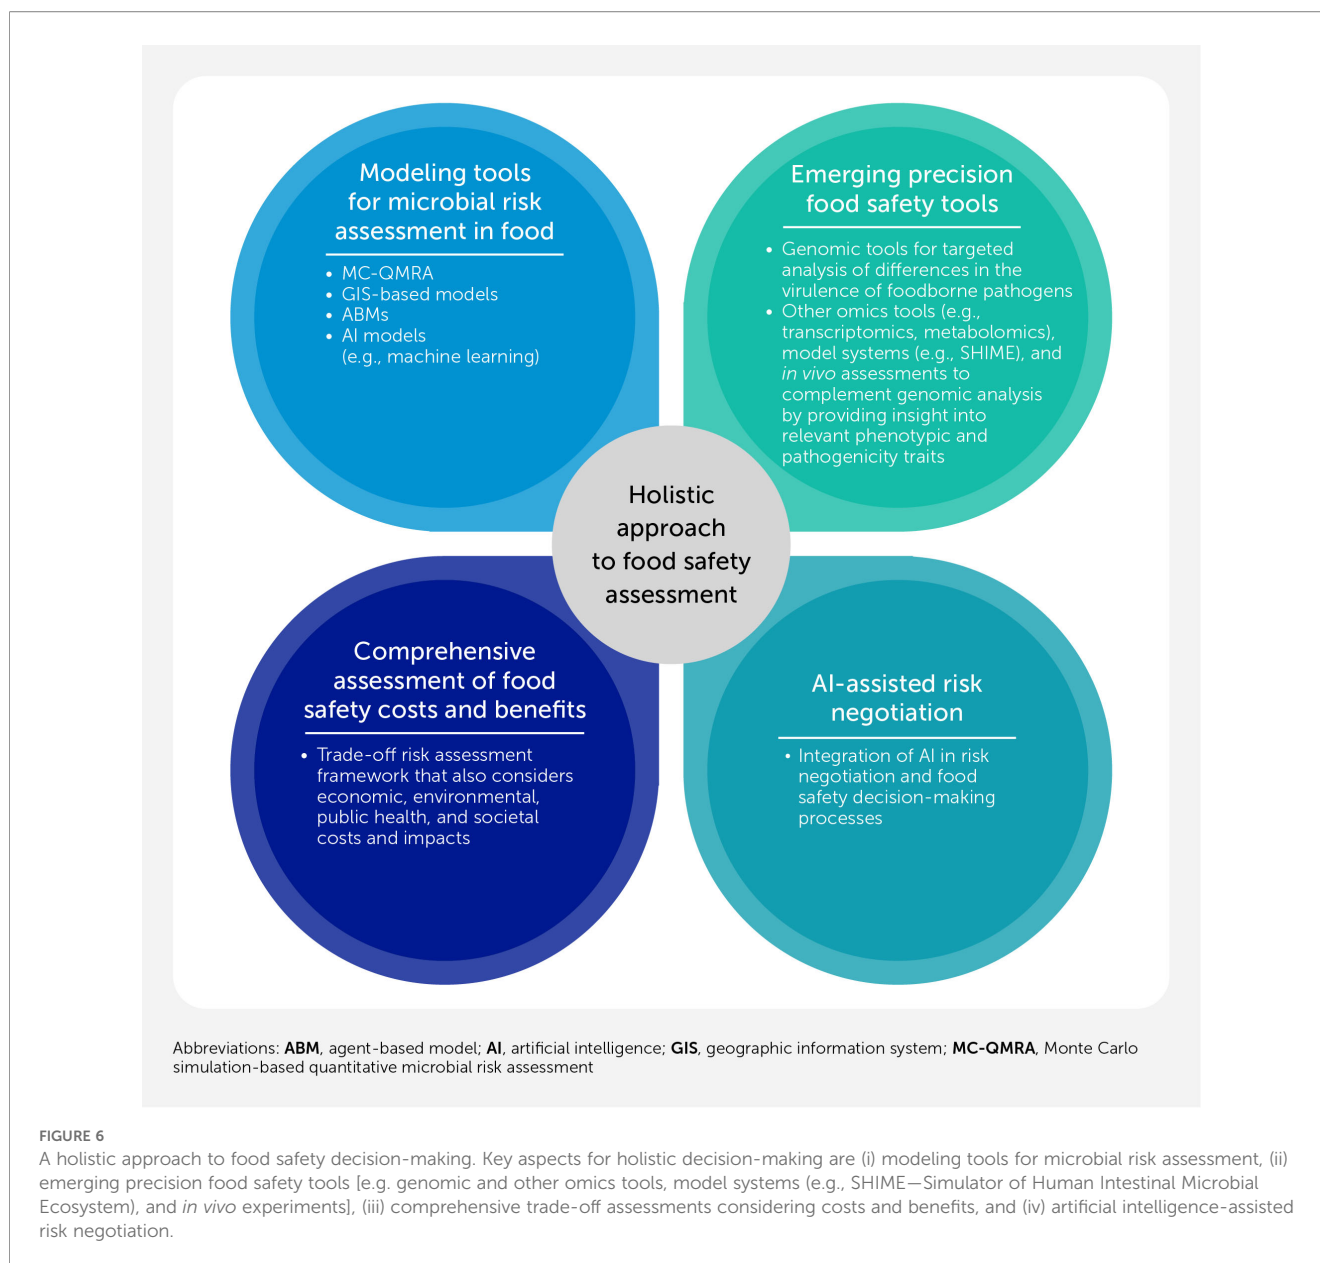 Modeling tools
for microbial risk
assessment in food
• MC-QMRA
• GIS-based models
• ABMs
• AI models
(e.g., machine learning)
Emerging precision
food safety tools
• Genomic tools for targeted
analysis of differences in the
virulence of foodborne pathogens
• Other omics tools (e.g.,
transcriptomics, metabolomics),
model systems (e.g., SHIME), and
in vivo assessments to
complement genomic analysis
by providing insight into
relevant phenotypic and
pathogenicity traits
Holistic
approach
to food safety
assessment
Comprehensive
assessment of food
safety costs and benefits
• Trade-off risk assessment
framework that also considers
economic, environmental,
public health, and societal
costs and impacts
AI-assisted risk
negotiation
• Integration of AI in risk
negotiation and food
safety decision-making
processes
Abbreviations: ABM, agent-based model; AI, artificial intelligence; GIS, geographic information system; MC-QMRA, Monte Carlo
simulation-based quantitative microbial risk assessment
FIGURE 6
A holistic approach to food safety decision-making. Key aspects for holistic decision-making are (i) modeling tools for microbial risk assessment, (ii)
emerging precision food safety tools [e.g. genomic and other omics tools, model systems (e.g., SHIME—Simulator of Human Intestinal Microbial
Ecosystem), and in vivo experiments], (iii) comprehensive trade-off assessments considering costs and benefits, and (iv) artificial intelligence-assisted
risk negotiation.